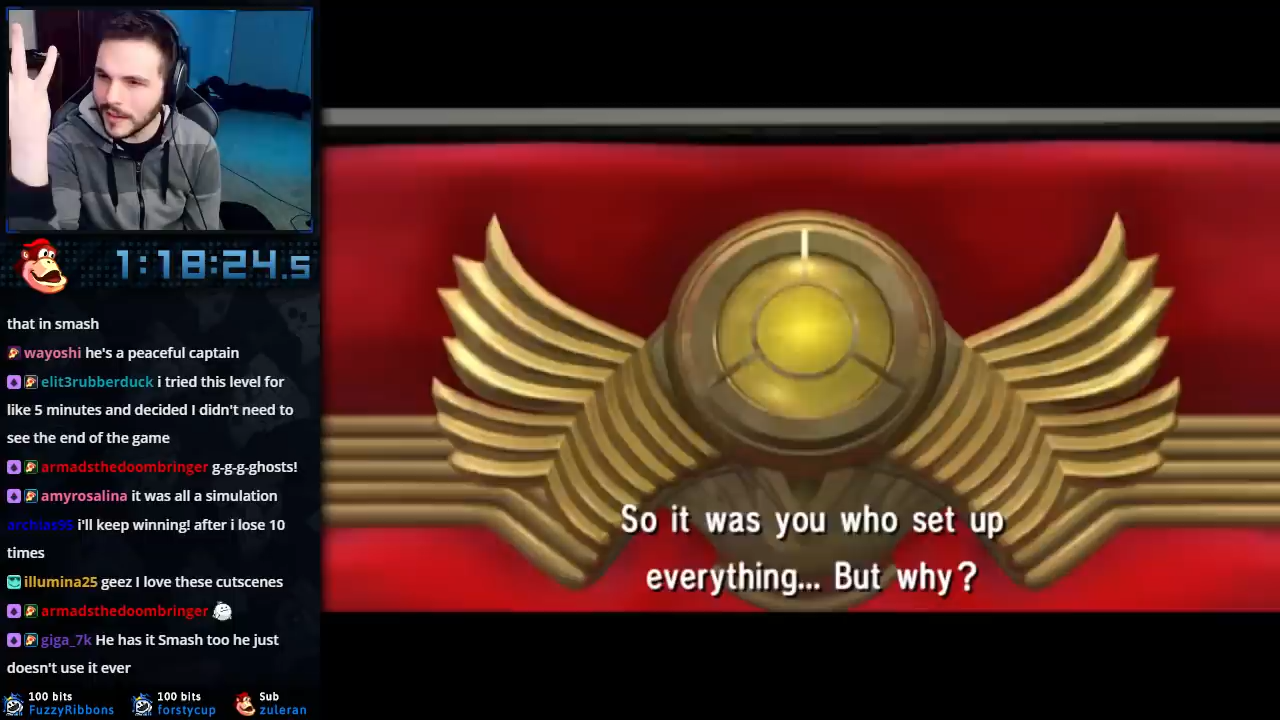 1:18:24.5
that in smash
wayoshi he's a peaceful captain
elit3rubberduck i tried this level for
like 5 minutes and decided I didn't need to
see the end of the game
armadsthedoombringer g-g-g-ghosts!
amyrosalina it was all a simulation
archias95 i'll keep winning! after i lose 10
times
illumina25 geez I love these cutscenes
armadsthedoombringer
giga_7k He has it Smash too he just
doesn't use it ever
100 bits
FuzzyRibbons
100 bits
forstycup
Sub
zuleran
So it was you who set up
everything... But why?